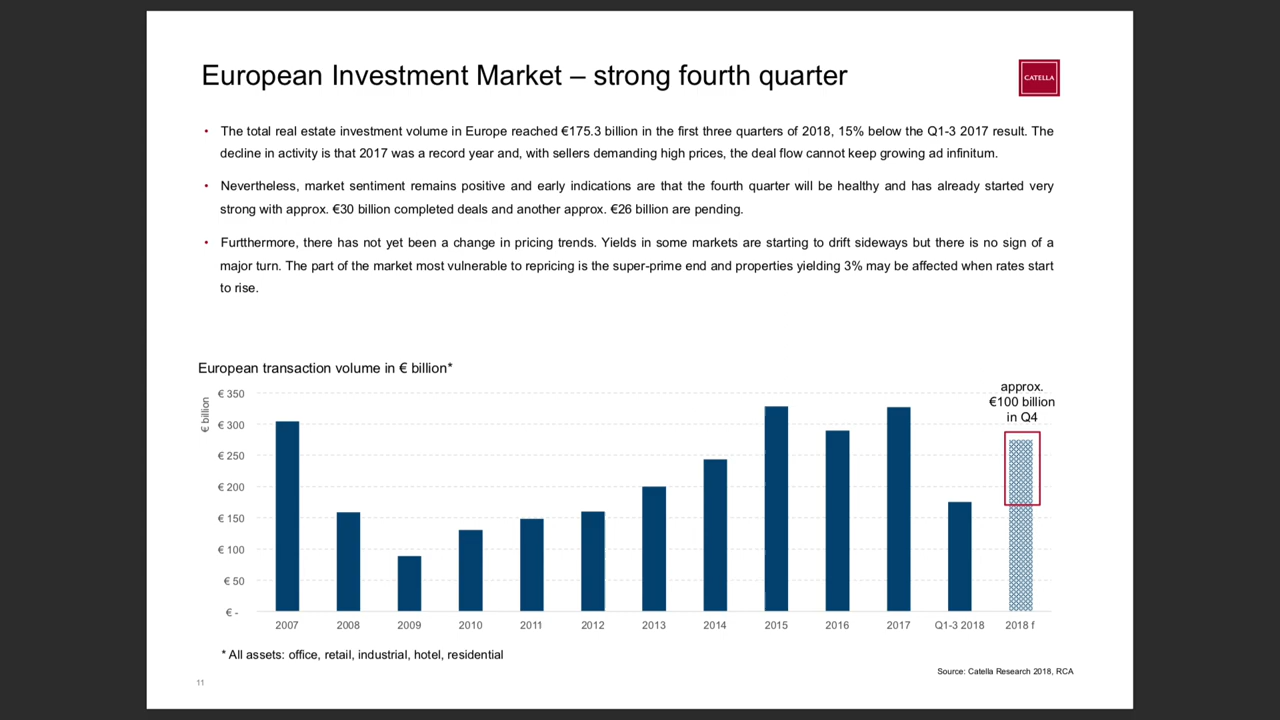 European Investment Market – strong fourth quarter
CATELLA
• The total real estate investment volume in Europe reached €175.3 billion in the first three quarters of 2018, 15% below the Q1-3 2017 result. The
decline in activity is that 2017 was a record year and, with sellers demanding high prices, the deal flow cannot keep growing ad infinitum.
• Nevertheless, market sentiment remains positive and early indications are that the fourth quarter will be healthy and has already started very
strong with approx. €30 billion completed deals and another approx. €26 billion are pending.
• Furtthermore, there has not yet been a change in pricing trends. Yields in some markets are starting to drift sideways but there is no sign of a
major turn. The part of the market most vulnerable to repricing is the super-prime end and properties yielding 3% may be affected when rates start
to rise.
European transaction volume in € billion*
€ billion
€ 350
€ 300
€ 250
€ 200
€ 150
€ 100
€ 50
€ -
approx.
€100 billion
in Q4
2007 2008 2009 2010 2011 2012 2013 2014 2015 2016 2017 Q1-3 2018 2018 f
* All assets: office, retail, industrial, hotel, residential
Source: Catella Research 2018, RCA
11